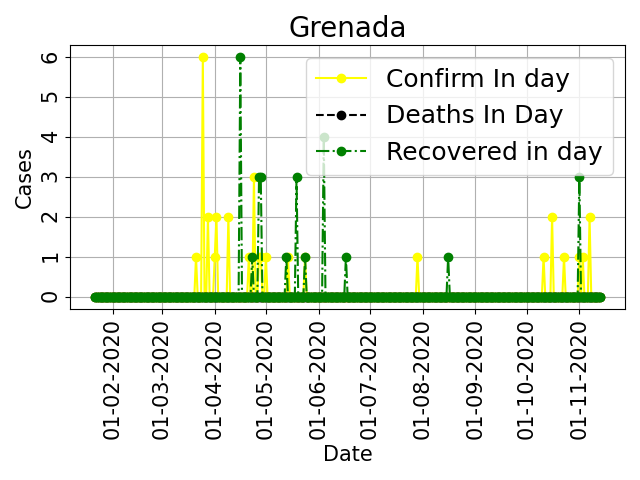 Grenada
Cases
6
5
4
3
2
1
0
Confirm In day
Deaths In Day
Recovered in day
01-02-2020
01-03-2020
01-04-2020
01-05-2020
01-06-2020
01-07-2020
01-08-2020
01-09-2020
01-10-2020
01-11-2020
Date